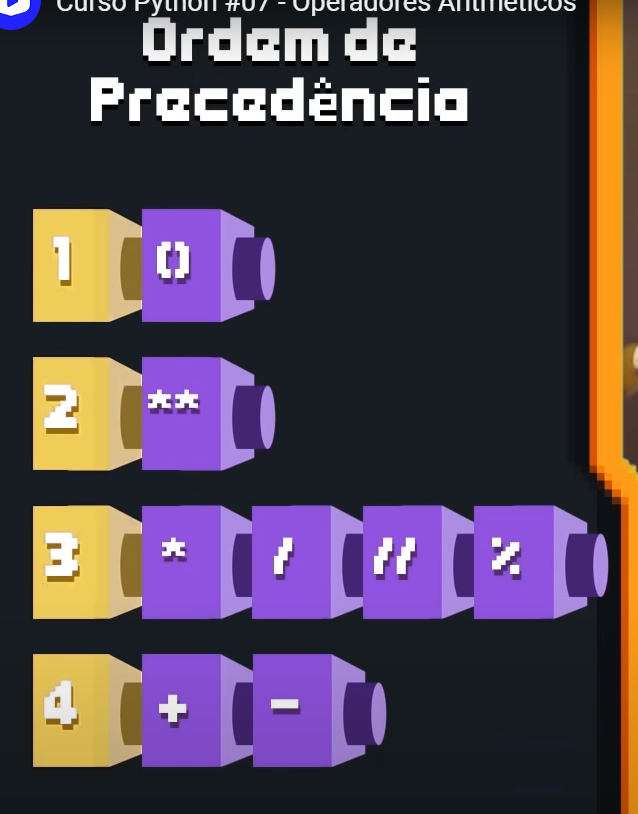 Curso Python #07 - Operadores Aritméticos
Ordem de
Precedência
1 ()
2 **
3 * / // %
4 + -